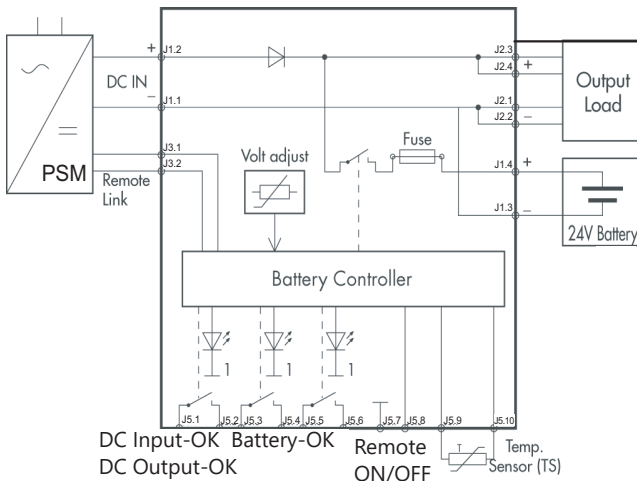 + J1.2
DC IN
− J1.1
J3.1
J3.2
PSM
Remote
Link
Volt adjust
Fuse
J2.3
J2.4 +
J2.1
J2.2 −
Output
Load
J1.4 +
J1.3 −
24V Battery
Battery Controller
1 1 1
J5.1 J5.2 J5.3 J5.4 J5.5 J5.6 J5.7 J5.8 J5.9 J5.10
DC Input-OK Battery-OK
DC Output-OK
Remote
ON/OFF
Temp.
Sensor (TS)